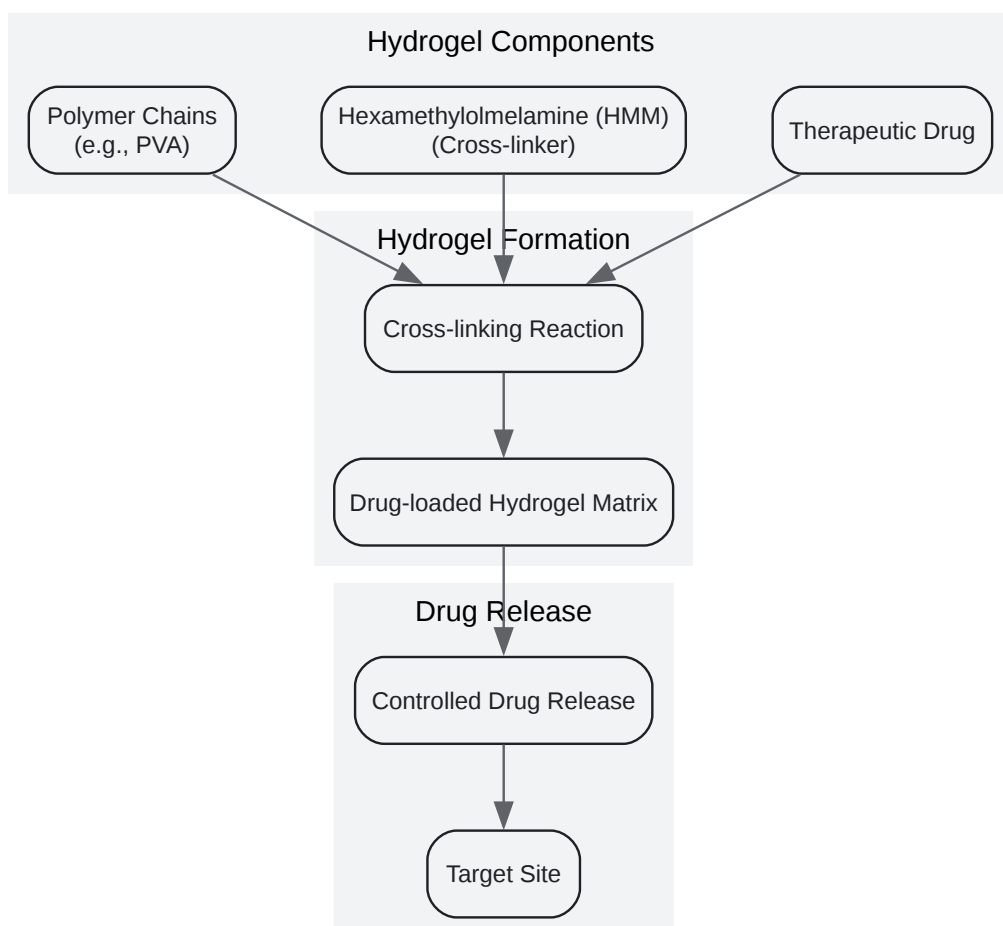 Hydrogel Components
Polymer Chains
(e.g., PVA)
Hexamethylolmelamine (HMM)
(Cross-linker)
Therapeutic Drug
Hydrogel Formation
Cross-linking Reaction
Drug-loaded Hydrogel Matrix
Drug Release
Controlled Drug Release
Target Site